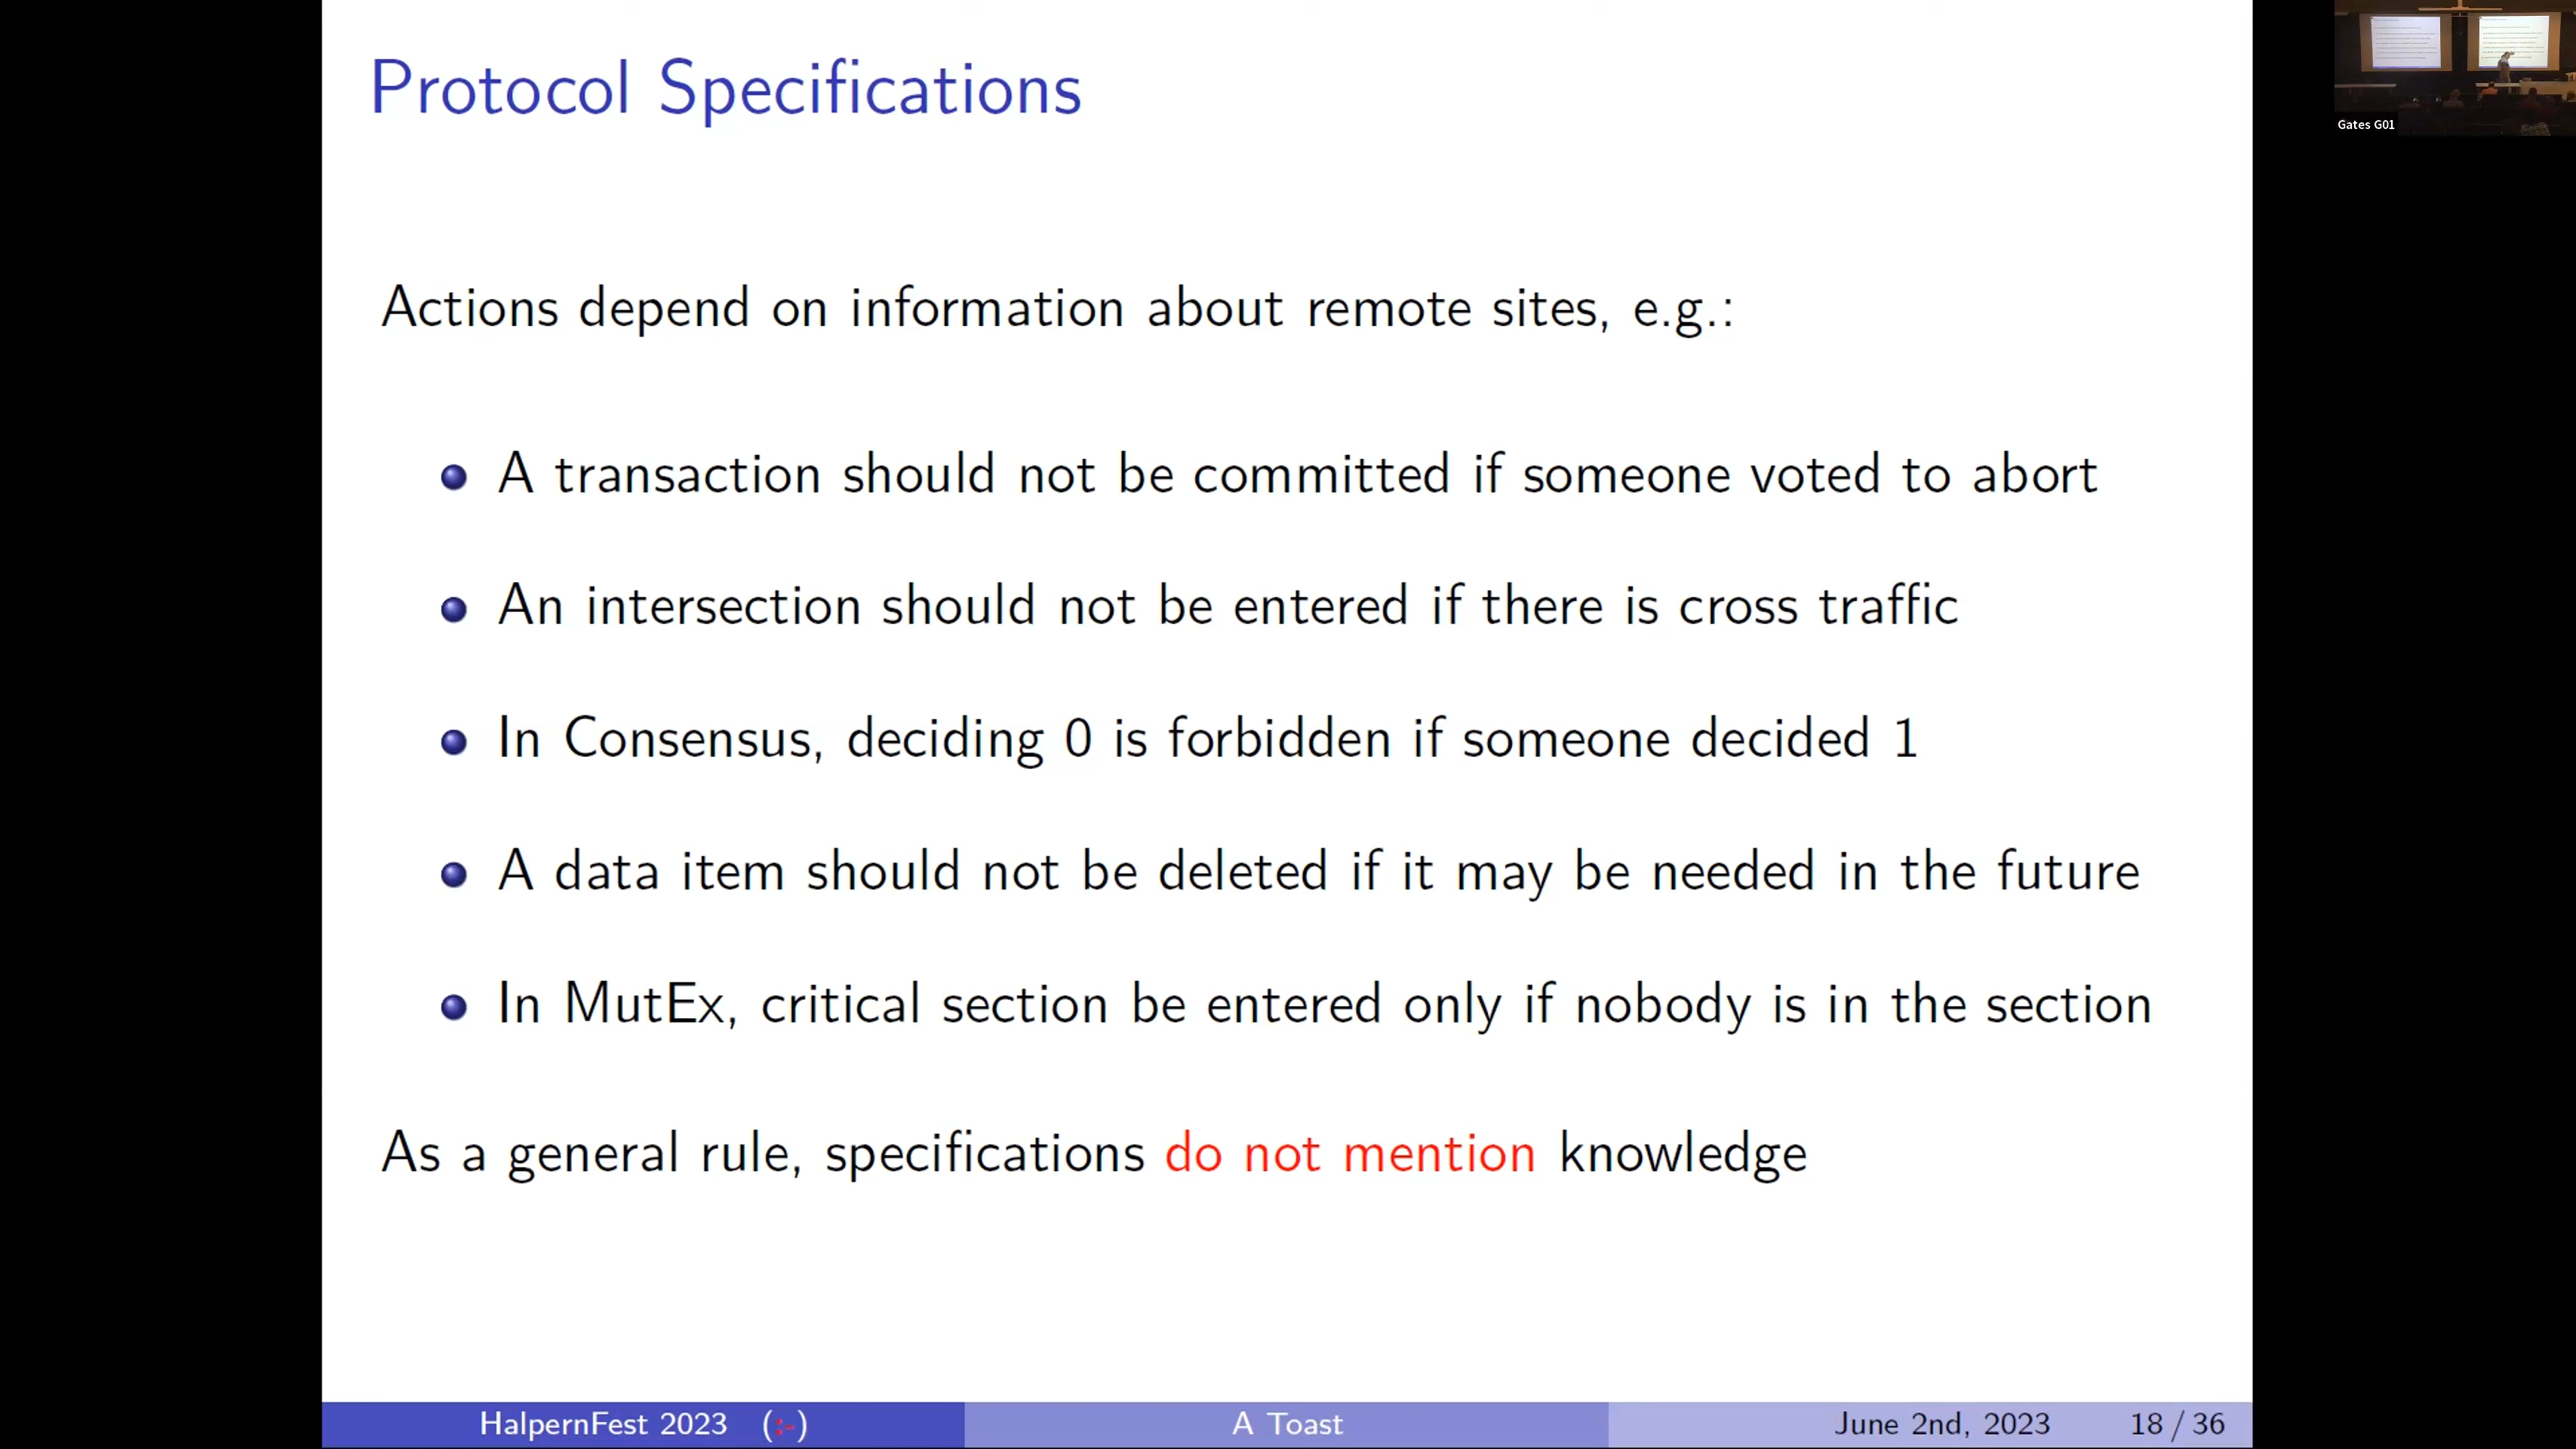 Protocol Specifications
Gates G01
Actions depend on information about remote sites, e.g.:
A transaction should not be committed if someone voted to abort
An intersection should not be entered if there is cross traffic
In Consensus, deciding 0 is forbidden if someone decided 1
A data item should not be deleted if it may be needed in the future
In MutEx, critical section be entered only if nobody is in the section
As a general rule, specifications do not mention knowledge
HalpernFest 2023 (:-) A Toast June 2nd, 2023 18 / 36